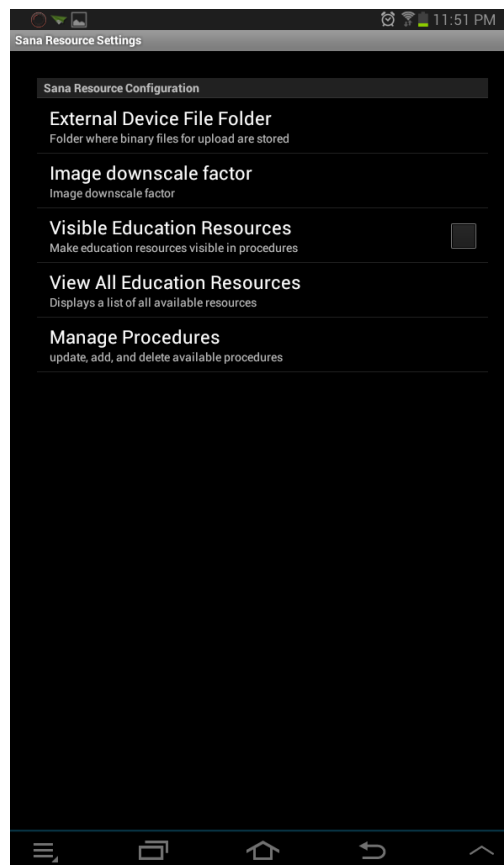 11:51 PM
Sana Resource Settings
Sana Resource Configuration
External Device File Folder
Folder where binary files for upload are stored
Image downscale factor
Image downscale factor
Visible Education Resources
Make education resources visible in procedures
View All Education Resources
Displays a list of all available resources
Manage Procedures
update, add, and delete available procedures